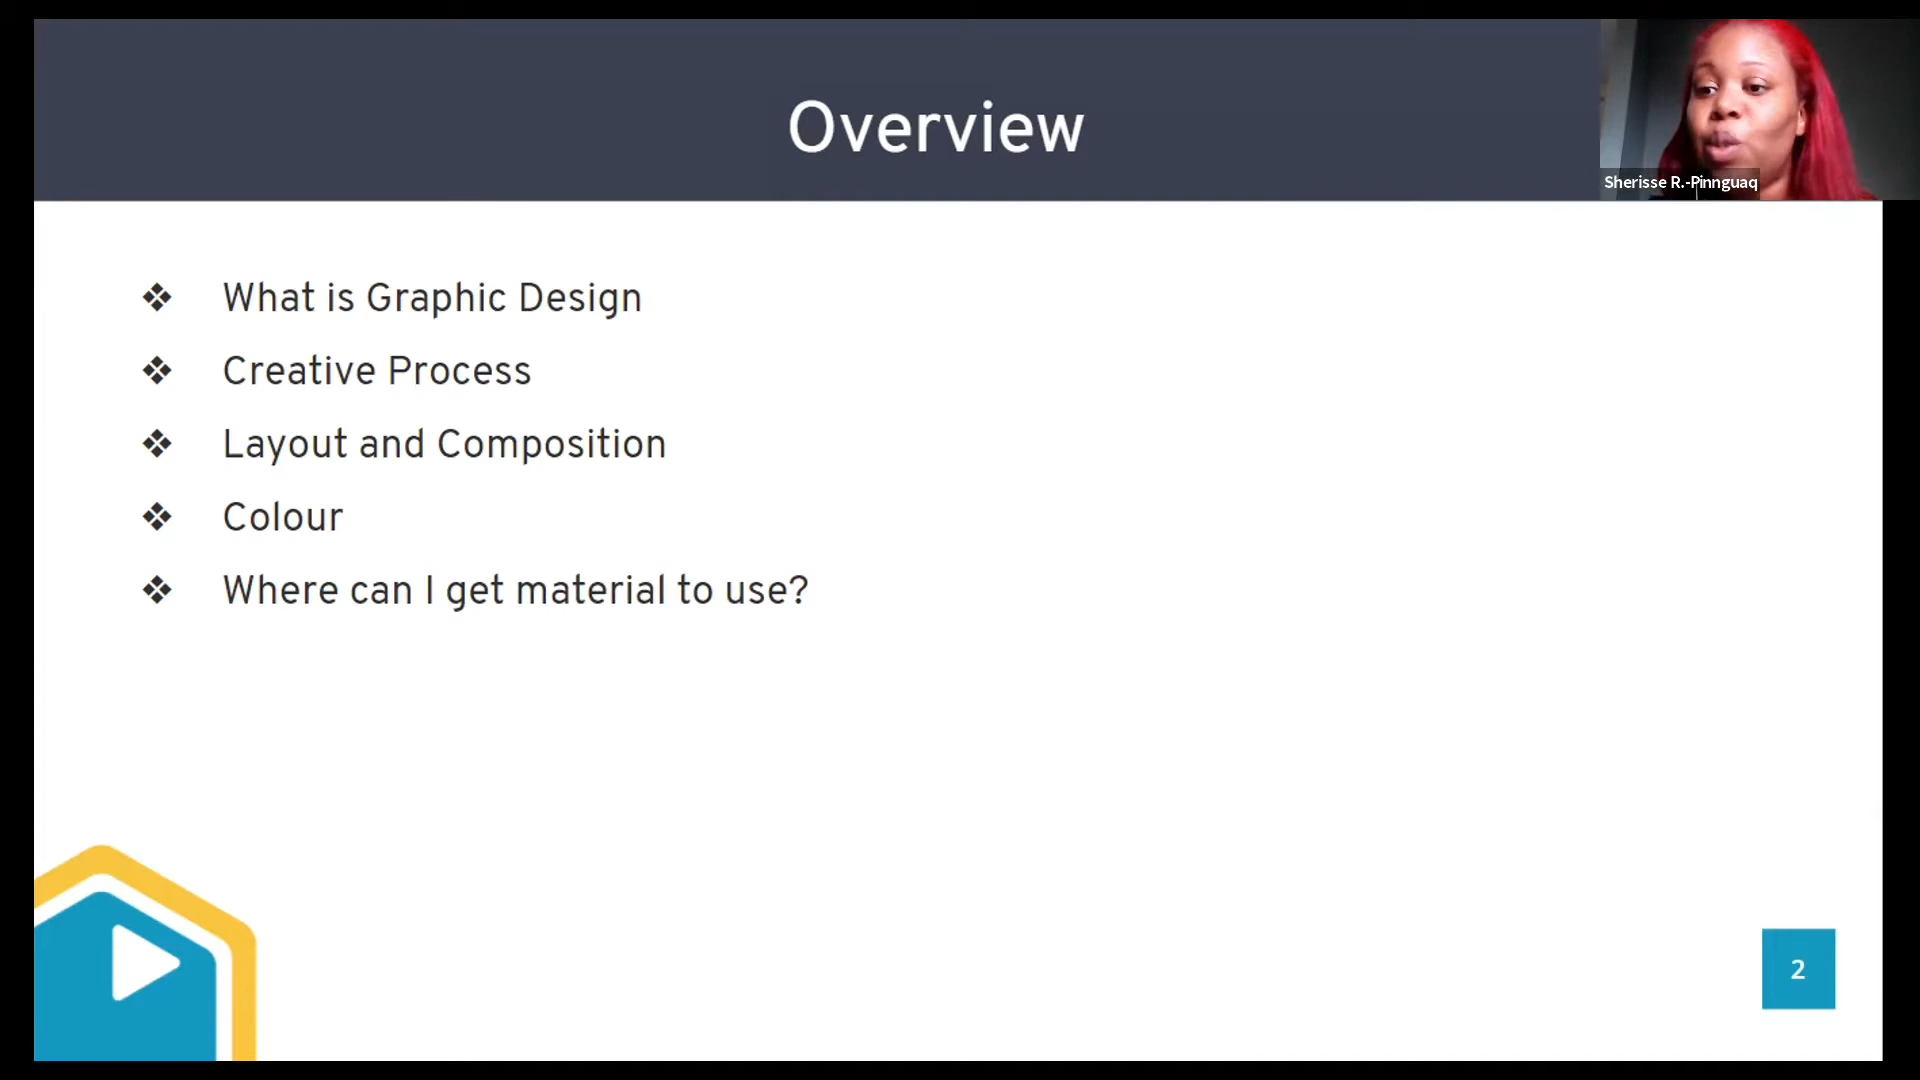 Overview
Sherisse R.-Pinnguaq
❖ What is Graphic Design
❖ Creative Process
❖ Layout and Composition
❖ Colour
❖ Where can I get material to use?
2